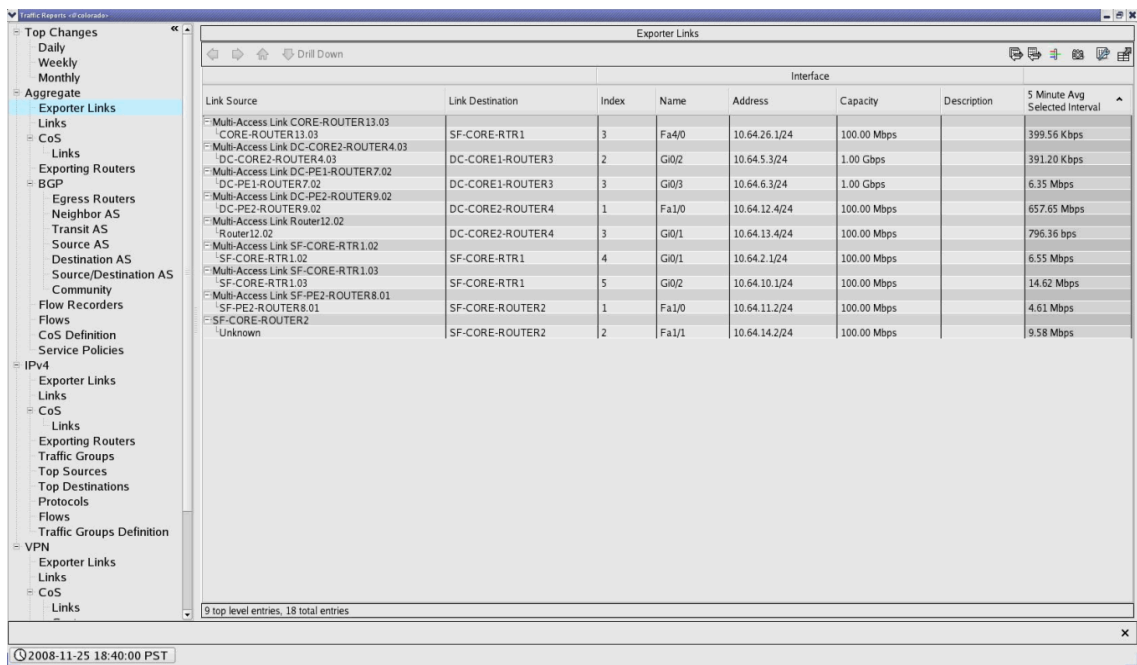 Traffic Reports <@colorado>
Top Changes
Daily
Weekly
Monthly
Aggregate
Exporter Links
Links
CoS
Links
Exporting Routers
BGP
Egress Routers
Neighbor AS
Transit AS
Source AS
Destination AS
Source/Destination AS
Community
Flow Recorders
Flows
CoS Definition
Service Policies
IPv4
Exporter Links
Links
CoS
Links
Exporting Routers
Traffic Groups
Top Sources
Top Destinations
Protocols
Flows
Traffic Groups Definition
VPN
Exporter Links
Links
CoS
Links
Exporter Links
Drill Down
Interface
Link Source Link Destination Index Name Address Capacity Description 5 Minute Avg Selected Interval
Multi-Access Link CORE-ROUTER13.03
CORE-ROUTER13.03 SF-CORE-RTR1 3 Fa4/0 10.64.26.1/24 100.00 Mbps 399.56 Kbps
Multi-Access Link DC-CORE2-ROUTER4.03
DC-CORE2-ROUTER4.03 DC-CORE1-ROUTER3 2 Gi0/2 10.64.5.3/24 1.00 Gbps 391.20 Kbps
Multi-Access Link DC-PE1-ROUTER7.02
DC-PE1-ROUTER7.02 DC-CORE1-ROUTER3 3 Gi0/3 10.64.6.3/24 1.00 Gbps 6.35 Mbps
Multi-Access Link DC-PE2-ROUTER9.02
DC-PE2-ROUTER9.02 DC-CORE2-ROUTER4 1 Fa1/0 10.64.12.4/24 100.00 Mbps 657.65 Mbps
Multi-Access Link Router12.02
Router12.02 DC-CORE2-ROUTER4 3 Gi0/1 10.64.13.4/24 100.00 Mbps 796.36 bps
Multi-Access Link SF-CORE-RTR1.02
SF-CORE-RTR1.02 SF-CORE-RTR1 4 Gi0/1 10.64.2.1/24 100.00 Mbps 6.55 Mbps
Multi-Access Link SF-CORE-RTR1.03
SF-CORE-RTR1.03 SF-CORE-RTR1 5 Gi0/2 10.64.10.1/24 100.00 Mbps 14.62 Mbps
Multi-Access Link SF-PE2-ROUTER8.01
SF-PE2-ROUTER8.01 SF-CORE-ROUTER2 1 Fa1/0 10.64.11.2/24 100.00 Mbps 4.61 Mbps
SF-CORE-ROUTER2
Unknown SF-CORE-ROUTER2 2 Fa1/1 10.64.14.2/24 100.00 Mbps 9.58 Mbps
9 top level entries, 18 total entries
2008-11-25 18:40:00 PST